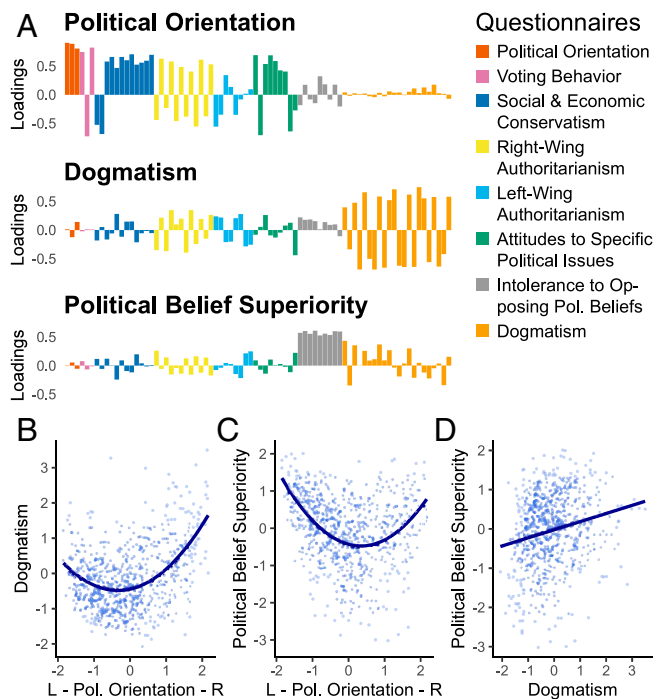 A
Political Orientation
Loadings
0.5
0.0
-0.5
Dogmatism
Loadings
0.5
0.0
-0.5
Political Belief Superiority
Loadings
0.5
0.0
-0.5
Questionnaires
Political Orientation
Voting Behavior
Social & Economic
Conservatism
Right-Wing
Authoritarianism
Left-Wing
Authoritarianism
Attitudes to Specific
Political Issues
Intolerance to Op-
posing Pol. Beliefs
Dogmatism
B
Dogmatism
3
2
1
0
-1
-2
-2 -1 0 1 2
L - Pol. Orientation - R
C
Political Belief Superiority
2
1
0
-1
-2
-3
-2 -1 0 1 2
L - Pol. Orientation - R
D
Political Belief Superiority
2
1
0
-1
-2
-3
-2 -1 0 1 2 3
Dogmatism